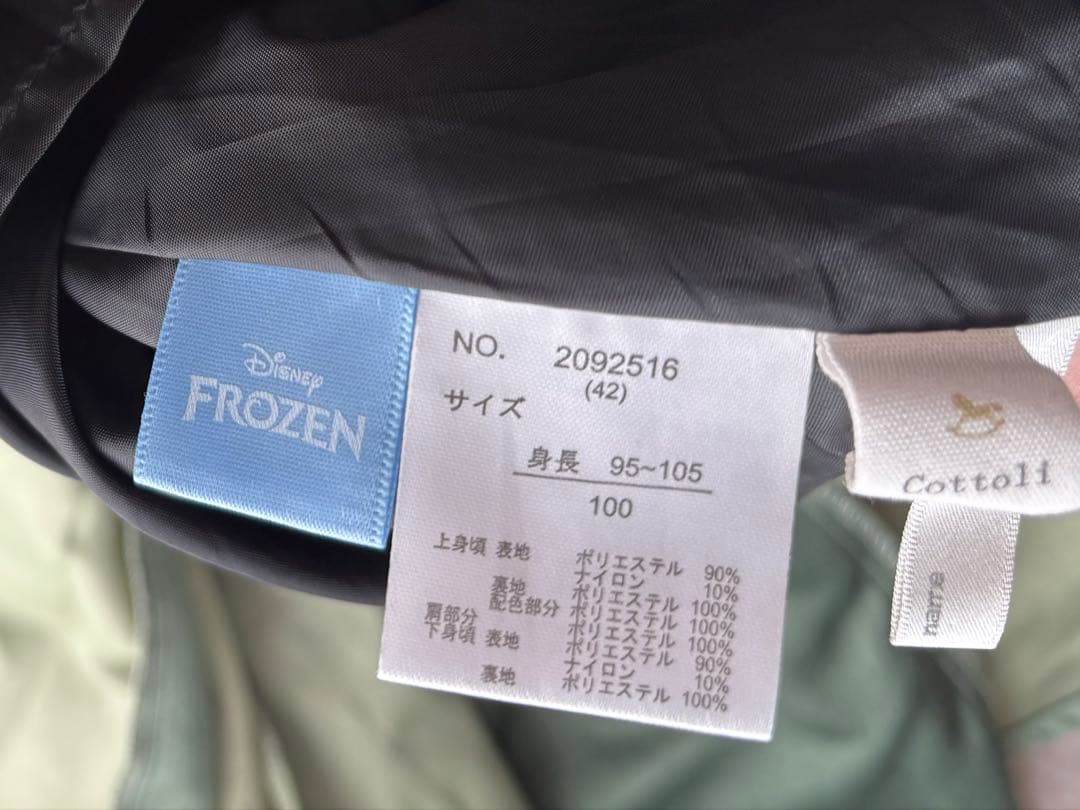 Disney
FROZEN
NO. 2092516
(42)
サイズ
身長 95~105
100
上身頃 表地 ポリエステル 90%
ナイロン 10%
裏地 ポリエステル 100%
配色部分 ポリエステル 100%
肩部分 ポリエステル 100%
下身頃 表地 ポリエステル 90%
ナイロン 10%
裏地 ポリエステル 100%
Cottoli
name